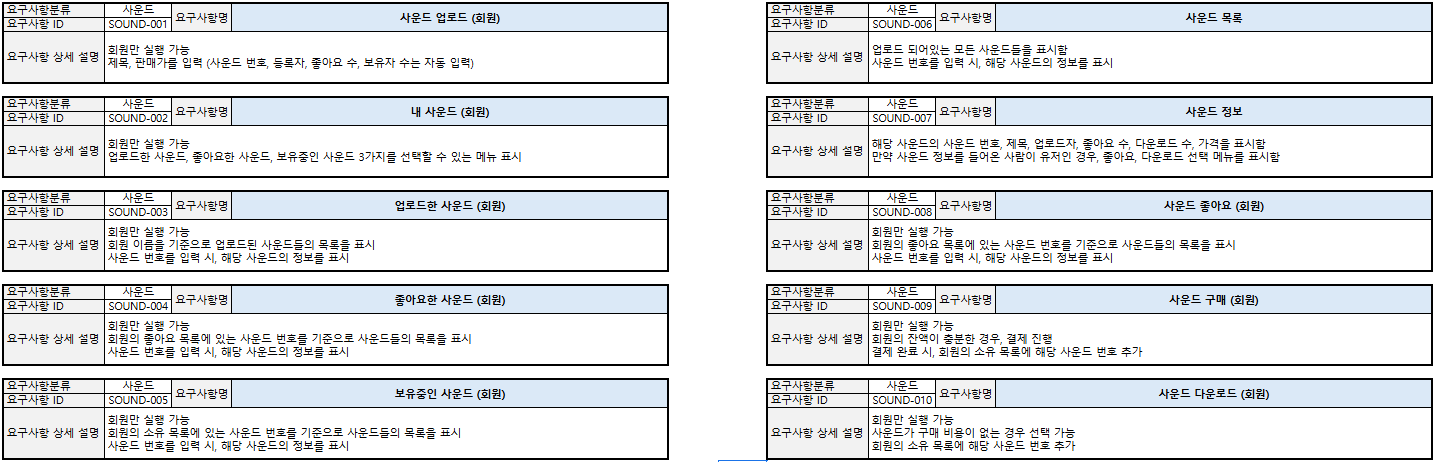 요구사항분류 사운드 요구사항명 사운드 업로드 (회원)
요구사항 ID SOUND-001
요구사항 상세 설명
회원만 실행 가능
제목, 판매가를 입력 (사운드 번호, 등록자, 좋아요 수, 보유자 수는 자동 입력)
요구사항분류 사운드 요구사항명 내 사운드 (회원)
요구사항 ID SOUND-002
요구사항 상세 설명
회원만 실행 가능
업로드한 사운드, 좋아요한 사운드, 보유중인 사운드 3가지를 선택할 수 있는 메뉴 표시
요구사항분류 사운드 요구사항명 업로드한 사운드 (회원)
요구사항 ID SOUND-003
요구사항 상세 설명
회원만 실행 가능
회원 이름을 기준으로 업로드된 사운드들의 목록을 표시
사운드 번호를 입력 시, 해당 사운드의 정보를 표시
요구사항분류 사운드 요구사항명 좋아요한 사운드 (회원)
요구사항 ID SOUND-004
요구사항 상세 설명
회원만 실행 가능
회원의 좋아요 목록에 있는 사운드 번호를 기준으로 사운드들의 목록을 표시
사운드 번호를 입력 시, 해당 사운드의 정보를 표시
요구사항분류 사운드 요구사항명 보유중인 사운드 (회원)
요구사항 ID SOUND-005
요구사항 상세 설명
회원만 실행 가능
회원의 소유 목록에 있는 사운드 번호를 기준으로 사운드들의 목록을 표시
사운드 번호를 입력 시, 해당 사운드의 정보를 표시
요구사항분류 사운드 요구사항명 사운드 목록
요구사항 ID SOUND-006
요구사항 상세 설명
업로드 되어있는 모든 사운드들을 표시함
사운드 번호를 입력 시, 해당 사운드의 정보를 표시
요구사항분류 사운드 요구사항명 사운드 정보
요구사항 ID SOUND-007
요구사항 상세 설명
해당 사운드의 사운드 번호, 제목, 업로드자, 좋아요 수, 다운로드 수, 가격을 표시함
만약 사운드 정보를 들어온 사람이 유저인 경우, 좋아요, 다운로드 선택 메뉴를 표시함
요구사항분류 사운드 요구사항명 사운드 좋아요 (회원)
요구사항 ID SOUND-008
요구사항 상세 설명
회원만 실행 가능
회원의 좋아요 목록에 있는 사운드 번호를 기준으로 사운드들의 목록을 표시
사운드 번호를 입력 시, 해당 사운드의 정보를 표시
요구사항분류 사운드 요구사항명 사운드 구매 (회원)
요구사항 ID SOUND-009
요구사항 상세 설명
회원만 실행 가능
회원의 잔액이 충분한 경우, 결제 진행
결제 완료 시, 회원의 소유 목록에 해당 사운드 번호 추가
요구사항분류 사운드 요구사항명 사운드 다운로드 (회원)
요구사항 ID SOUND-010
요구사항 상세 설명
회원만 실행 가능
사운드가 구매 비용이 없는 경우 선택 가능
회원의 소유 목록에 해당 사운드 번호 추가